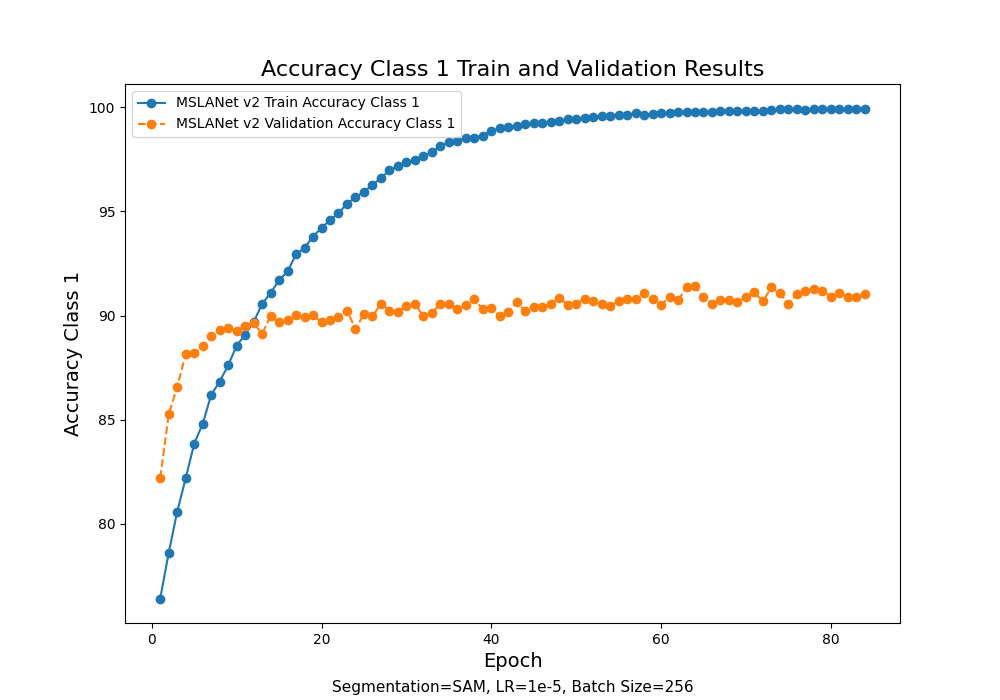 Accuracy Class 1 Train and Validation Results
MSLANet v2 Train Accuracy Class 1
MSLANet v2 Validation Accuracy Class 1
Accuracy Class 1
100
95
90
85
80
0 20 40 60 80
Epoch
Segmentation=SAM, LR=1e-5, Batch Size=256